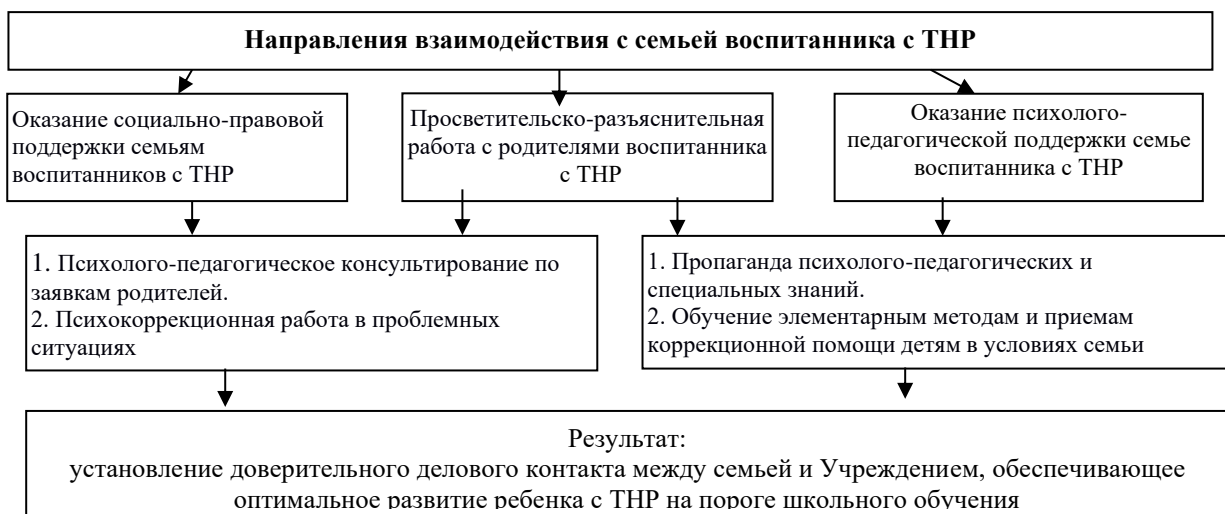 Направления взаимодействия с семьей воспитанника с ТНР
Оказание социально-правовой
поддержки семьям
воспитанников с ТНР
Просветительско-разъяснительная
работа с родителями воспитанника
с ТНР
Оказание психолого-
педагогической поддержки семье
воспитанника с ТНР
1. Психолого-педагогическое консультирование по
заявкам родителей.
2. Психокоррекционная работа в проблемных
ситуациях
1. Пропаганда психолого-педагогических и
специальных знаний.
2. Обучение элементарным методам и приемам
коррекционной помощи детям в условиях семьи
Результат:
установление доверительного делового контакта между семьей и Учреждением, обеспечивающее
оптимальное развитие ребенка с ТНР на пороге школьного обучения